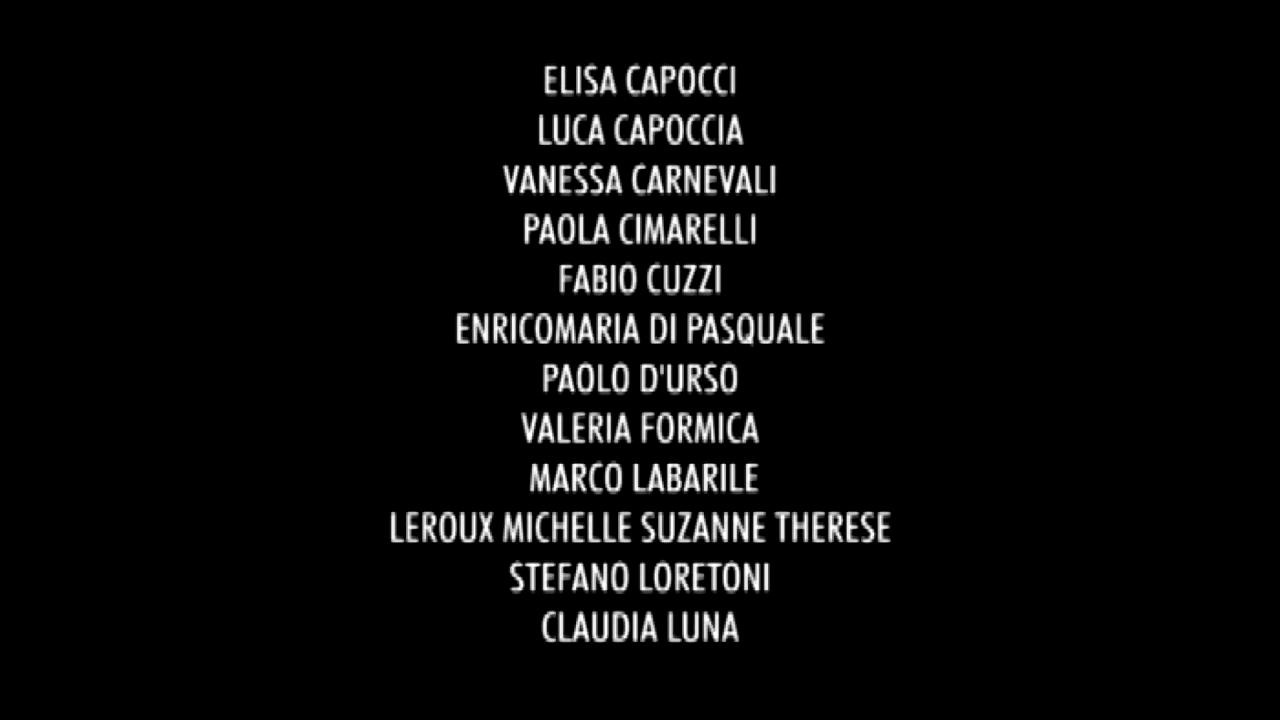 ELISA CAPOCCI
LUCA CAPOCCIA
VANESSA CARNEVALI
PAOLA CIMARELLI
FABIO CUZZI
ENRICOMARIA DI PASQUALE
PAOLO D'URSO
VALERIA FORMICA
MARCO LABARILE
LEROUX MICHELLE SUZANNE THERESE
STEFANO LORETONI
CLAUDIA LUNA